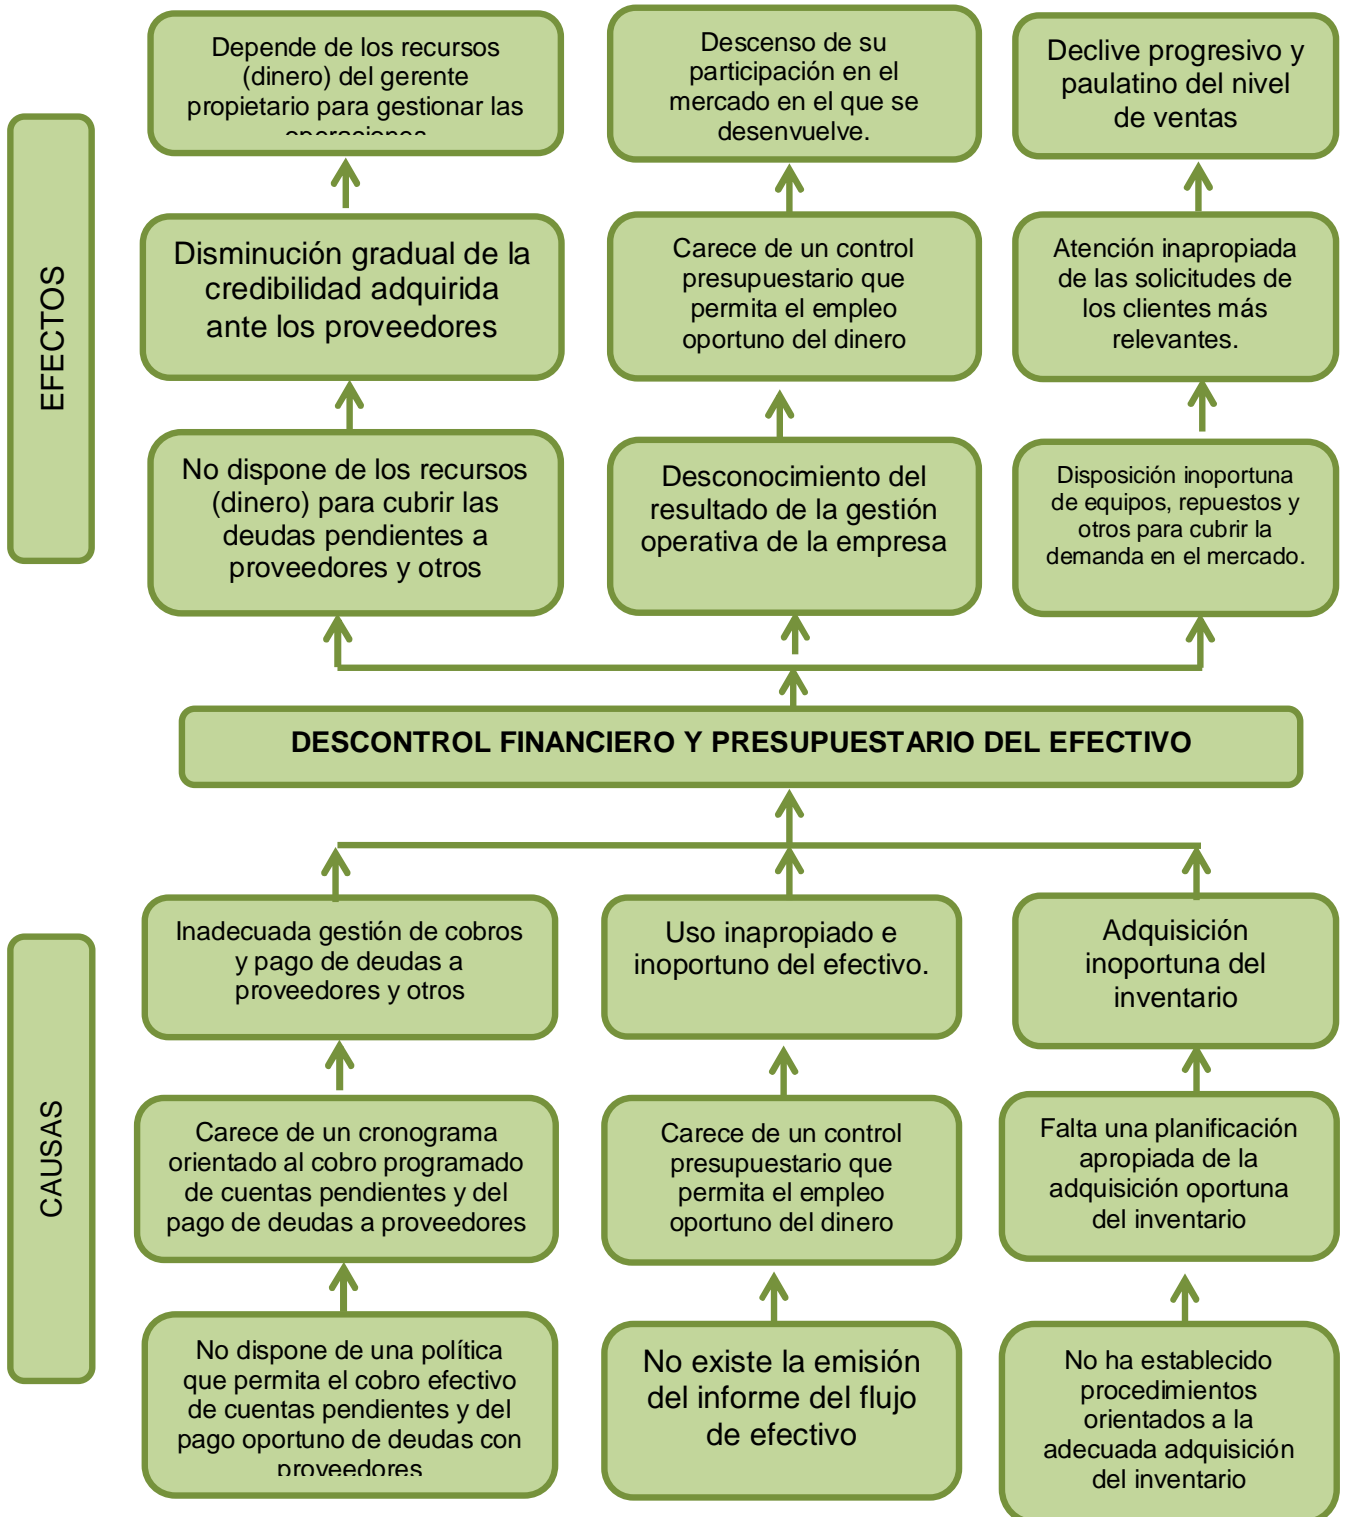 Depende de los recursos
(dinero) del gerente
propietario para gestionar las
operaciones
Descenso de su
participación en el
mercado en el que se
desenvuelve.
Declive progresivo y
paulatino del nivel
de ventas
EFECTOS
Disminución gradual de la
credibilidad adquirida
ante los proveedores
Carece de un control
presupuestario que
permita el empleo
oportuno del dinero
Atención inapropiada
de las solicitudes de
los clientes más
relevantes.
No dispone de los recursos
(dinero) para cubrir las
deudas pendientes a
proveedores y otros
Desconocimiento del
resultado de la gestión
operativa de la empresa
Disposición inoportuna
de equipos, repuestos y
otros para cubrir la
demanda en el mercado.
DESCONTROL FINANCIERO Y PRESUPUESTARIO DEL EFECTIVO
Inadecuada gestión de cobros
y pago de deudas a
proveedores y otros
Uso inapropiado e
inoportuno del efectivo.
Adquisición
inoportuna del
inventario
CAUSAS
Carece de un cronograma
orientado al cobro programado
de cuentas pendientes y del
pago de deudas a proveedores
Carece de un control
presupuestario que
permita el empleo
oportuno del dinero
Falta una planificación
apropiada de la
adquisición oportuna
del inventario
No dispone de una política
que permita el cobro efectivo
de cuentas pendientes y del
pago oportuno de deudas con
proveedores
No existe la emisión
del informe del flujo
de efectivo
No ha establecido
procedimientos
orientados a la
adecuada adquisición
del inventario